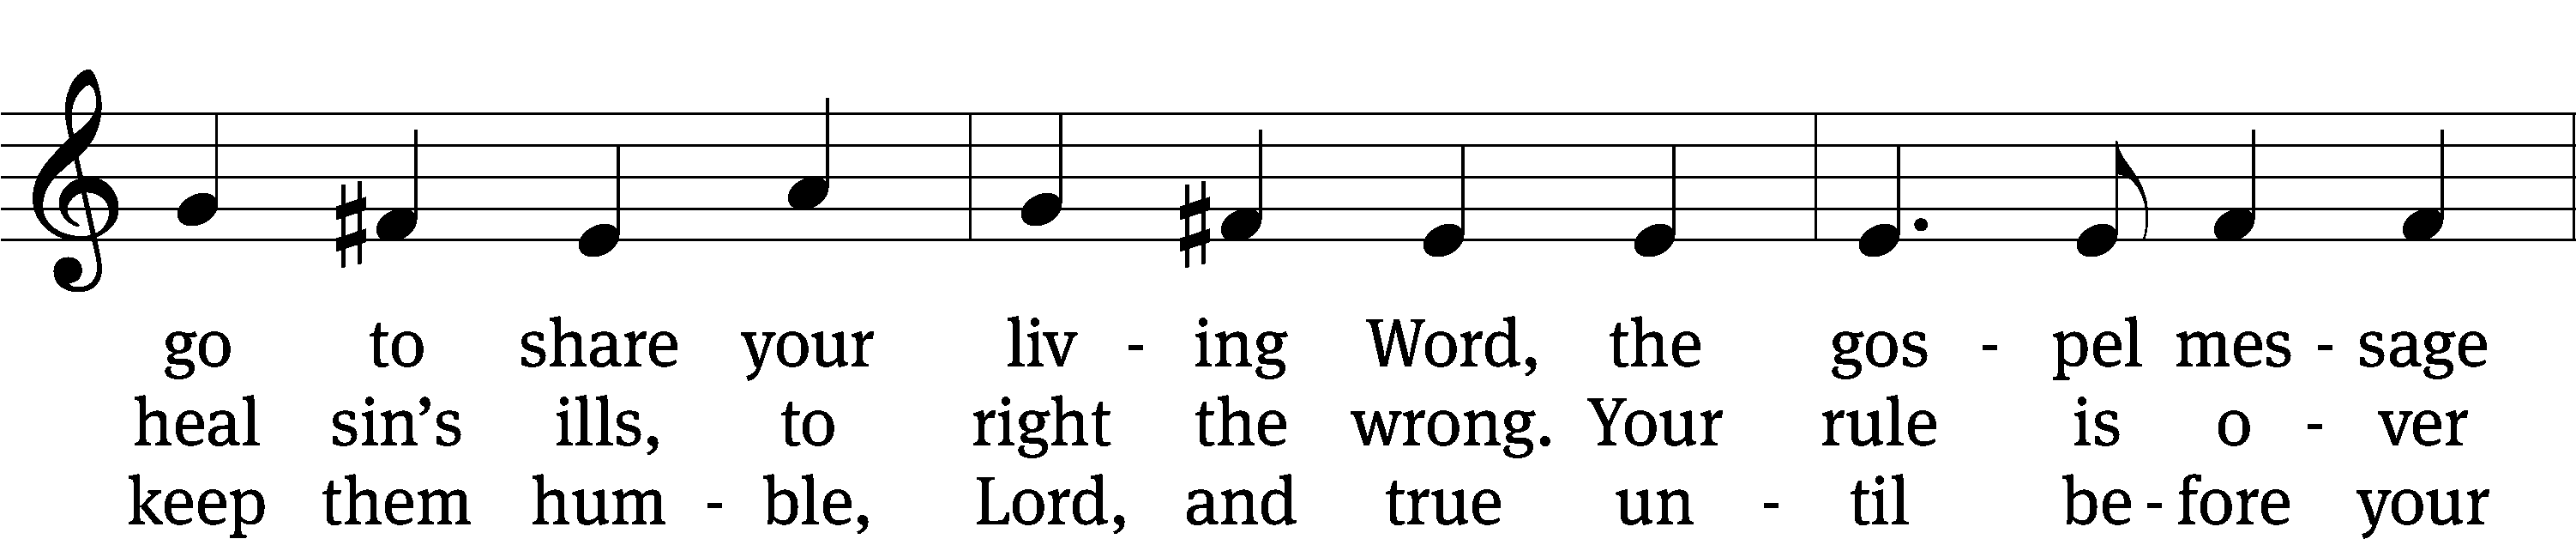 go to share your liv - ing Word, the gos - pel mes - sage
heal sin’s ills, to right the wrong. Your rule is o - ver
keep them hum - ble, Lord, and true un - til be - fore your